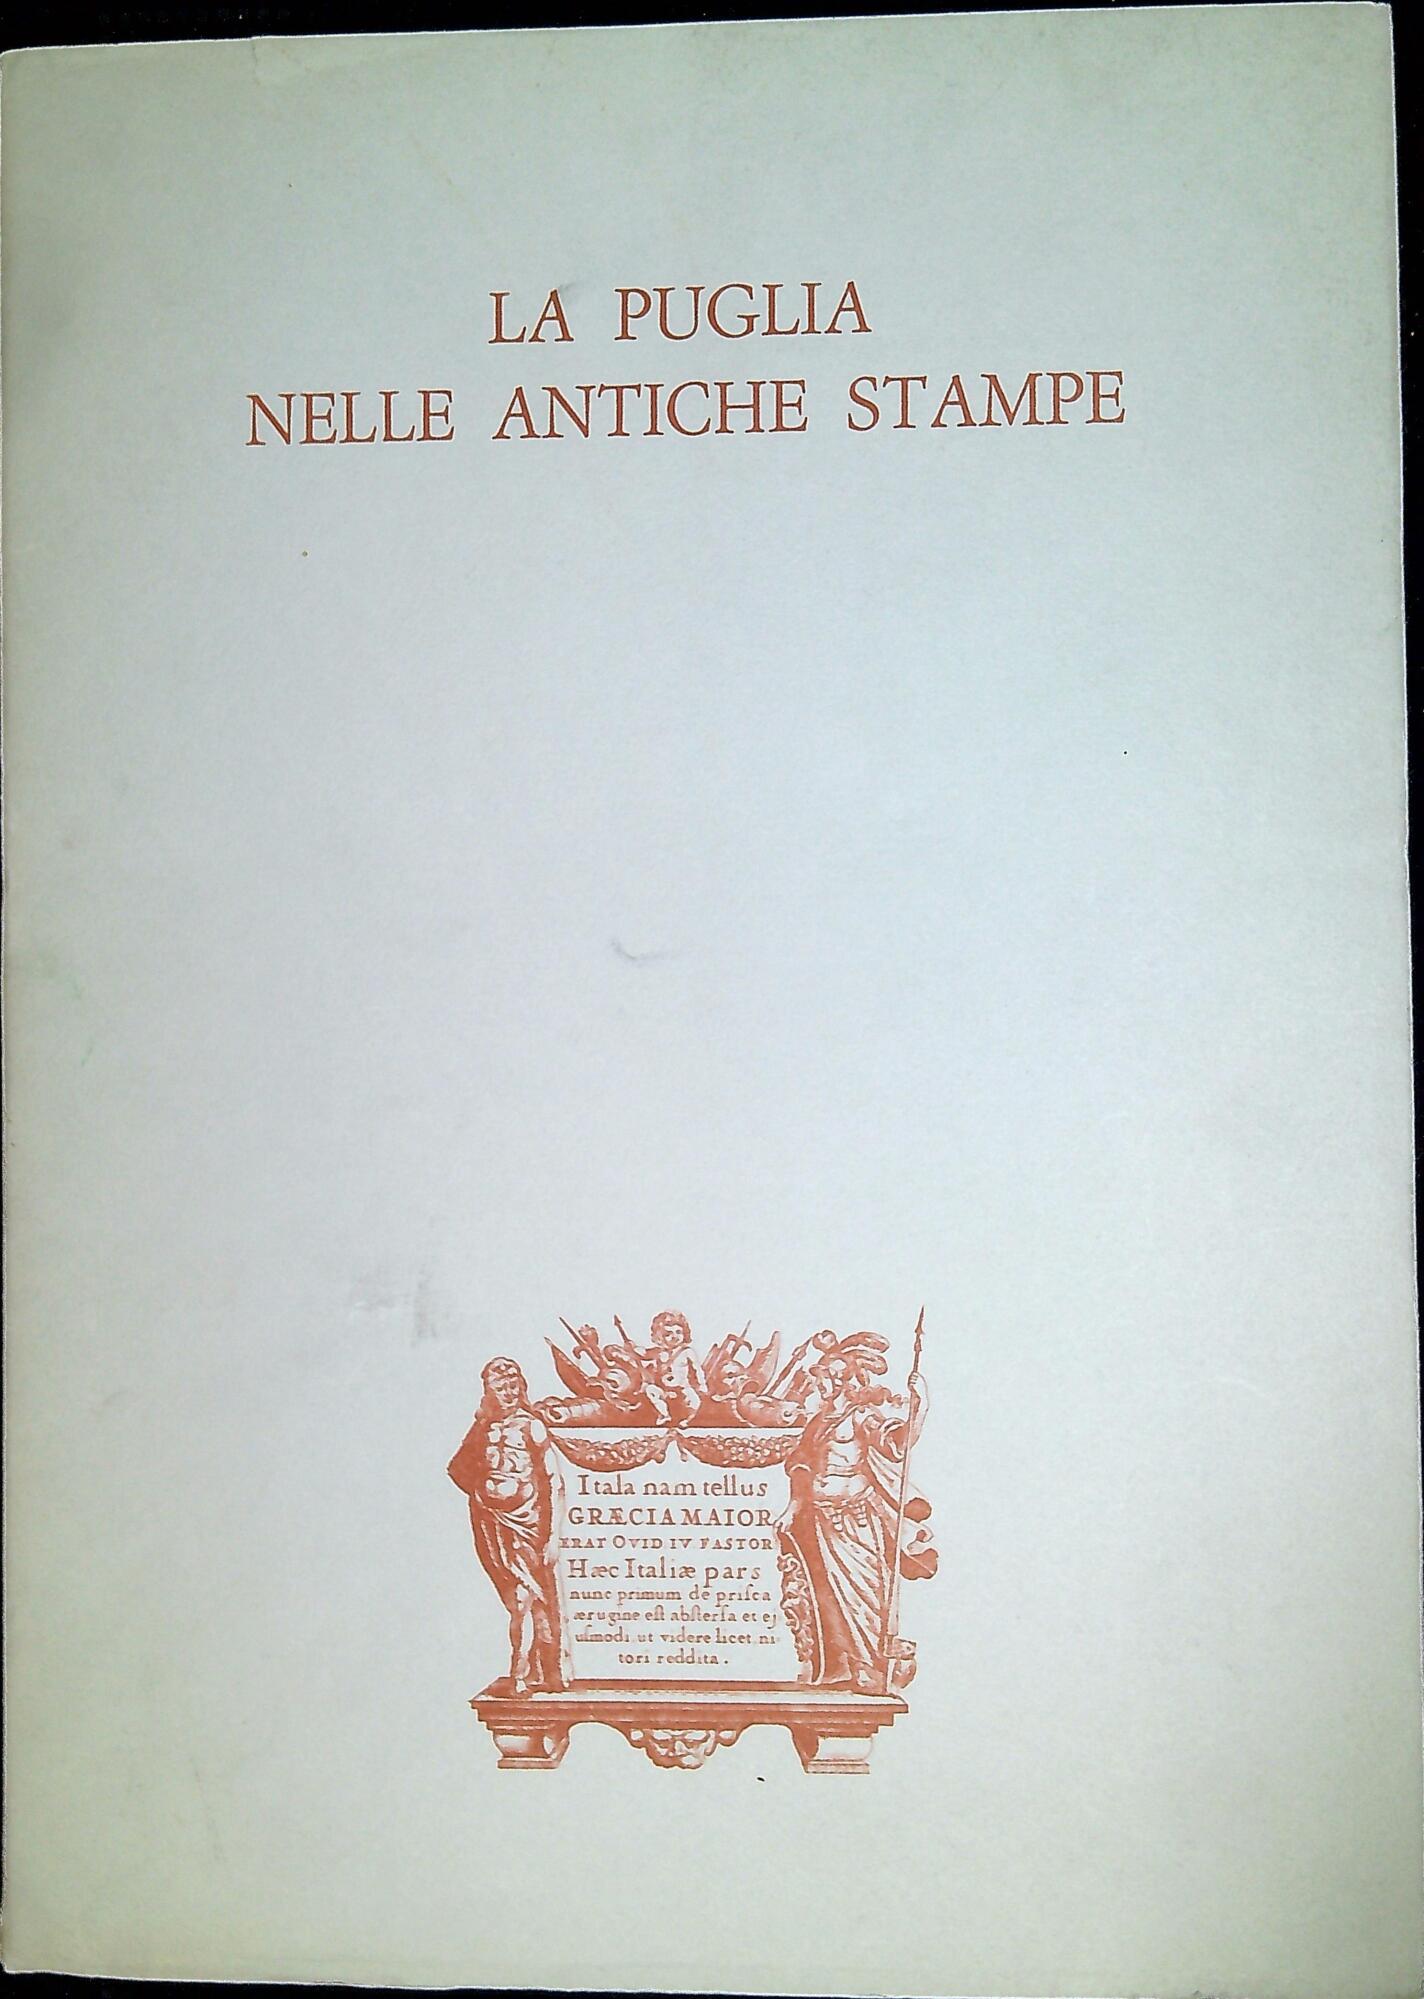 LA PUGLIA
NELLE ANTICHE STAMPE
Itala nam tellus
GRÆCIA MAIOR
ERAT OVID IV FASTOR
Hæc Italiæ pars
nunc primum de prisca
ærugine est abstersa et ej
usmodi ut videre licet ni
tori reddita.